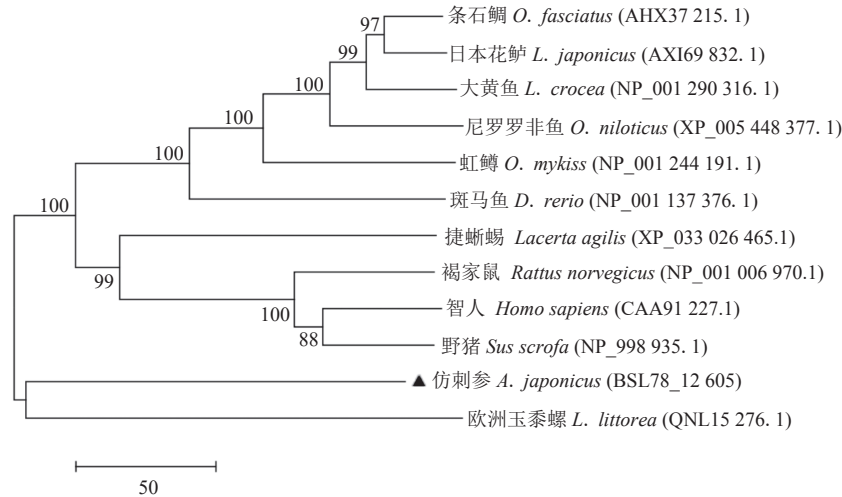 97
条石鲷 O. fasciatus (AHX37 215. 1)
99
日本花鲈 L. japonicus (AXI69 832. 1)
100
大黄鱼 L. crocea (NP_001 290 316. 1)
100
尼罗罗非鱼 O. niloticus (XP_005 448 377. 1)
100
虹鳟 O. mykiss (NP_001 244 191. 1)
100
斑马鱼 D. rerio (NP_001 137 376. 1)
捷蜥蜴 Lacerta agilis (XP_033 026 465.1)
99
褐家鼠 Rattus norvegicus (NP_001 006 970.1)
100
智人 Homo sapiens (CAA91 227.1)
88
野猪 Sus scrofa (NP_998 935. 1)
▲ 仿刺参 A. japonicus (BSL78_12 605)
欧洲玉黍螺 L. littorea (QNL15 276. 1)
50